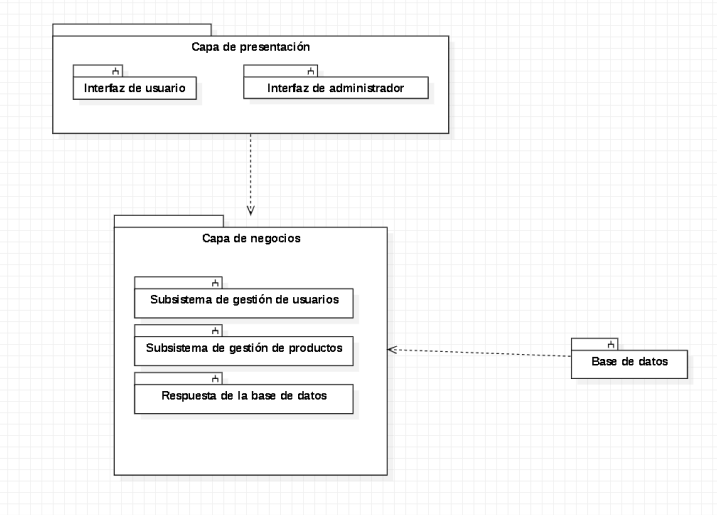 Capa de presentación
Interfaz de usuario
Interfaz de administrador
Capa de negocios
Subsistema de gestión de usuarios
Subsistema de gestión de productos
Respuesta de la base de datos
Base de datos